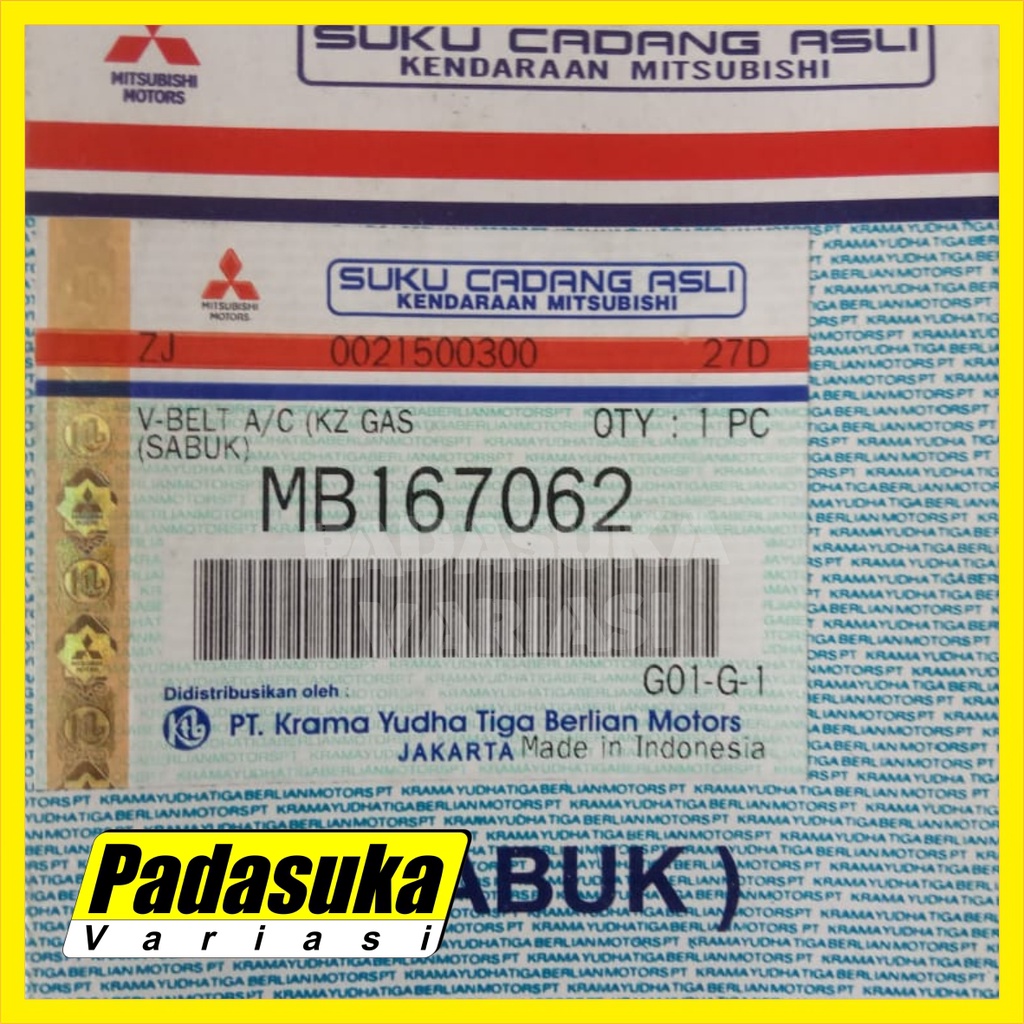 MITSUBISHI
MOTORS
SUKU CADANG ASLI
KENDARAAN MITSUBISHI
MITSUBISHI
MOTORS
SUKU CADANG ASLI
KENDARAAN MITSUBISHI
ZJ 0021500300 27D
V-BELT A/C (KZ GAS QTY : 1 PC
(SABUK)
MB167062
PADASUKA
VARIASI
G01-G-1
Didistribusikan oleh :
PT. Krama Yudha Tiga Berlian Motors
JAKARTA Made in Indonesia
ABUK)
Padasuka
Variasi